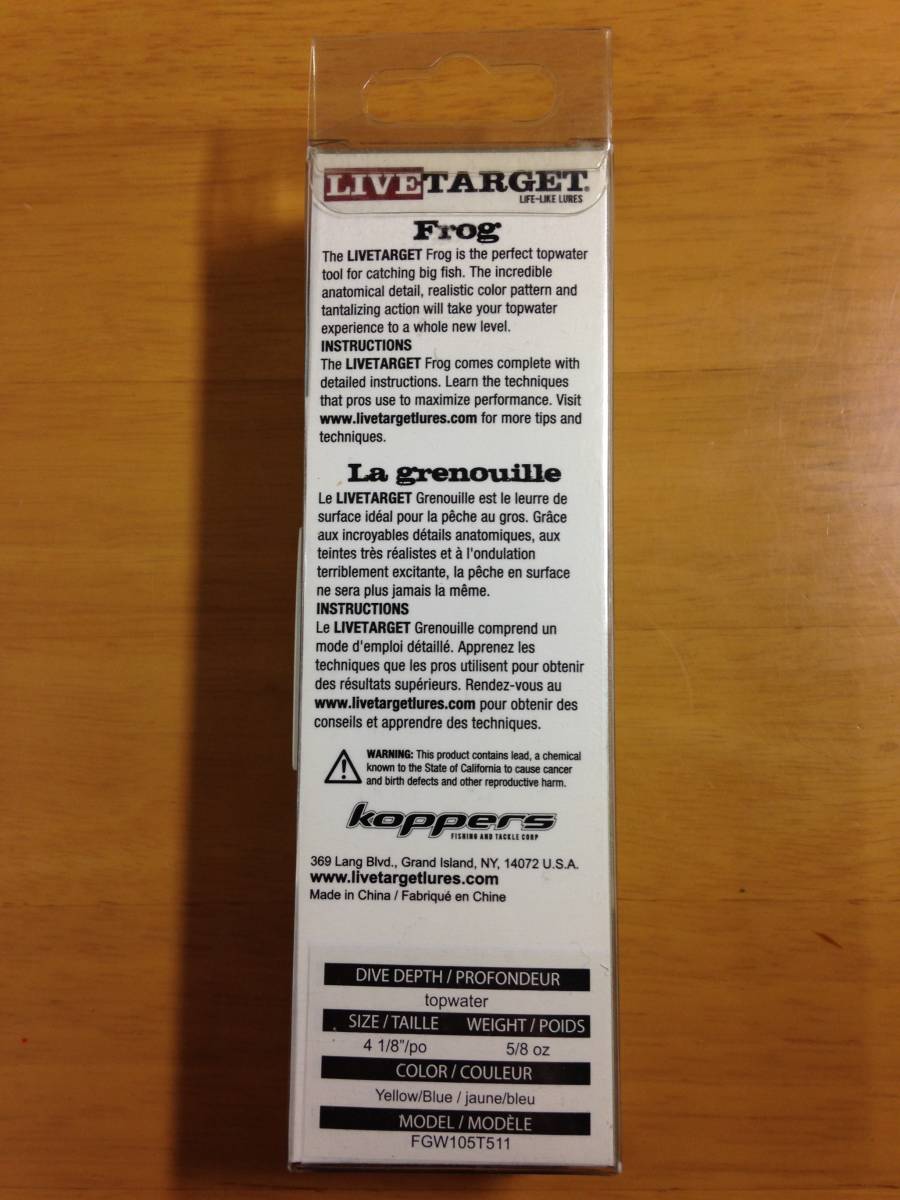 LIVETARGET®
LIFE-LIKE LURES
Frog
The LIVETARGET Frog is the perfect topwater
tool for catching big fish. The incredible
anatomical detail, realistic color pattern and
tantalizing action will take your topwater
experience to a whole new level.
INSTRUCTIONS
The LIVETARGET Frog comes complete with
detailed instructions. Learn the techniques
that pros use to maximize performance. Visit
www.livetargetlures.com for more tips and
techniques.
La grenouille
Le LIVETARGET Grenouille est le leurre de
surface idéal pour la pêche au gros. Grâce
aux incroyables détails anatomiques, aux
teintes très réalistes et à l'ondulation
terriblement excitante, la pêche en surface
ne sera plus jamais la même.
INSTRUCTIONS
Le LIVETARGET Grenouille comprend un
mode d'emploi détaillé. Apprenez les
techniques que les pros utilisent pour obtenir
des résultats supérieurs. Rendez-vous au
www.livetargetlures.com pour obtenir des
conseils et apprendre des techniques.
WARNING: This product contains lead, a chemical
known to the State of California to cause cancer
and birth defects and other reproductive harm.
koppers
FISHING AND TACKLE CORP
369 Lang Blvd., Grand Island, NY, 14072 U.S.A.
www.livetargetlures.com
Made in China / Fabriqué en Chine
DIVE DEPTH / PROFONDEUR
topwater
SIZE / TAILLE WEIGHT / POIDS
4 1/8"/po 5/8 oz
COLOR / COULEUR
Yellow/Blue / jaune/bleu
MODEL / MODÈLE
FGW105T511